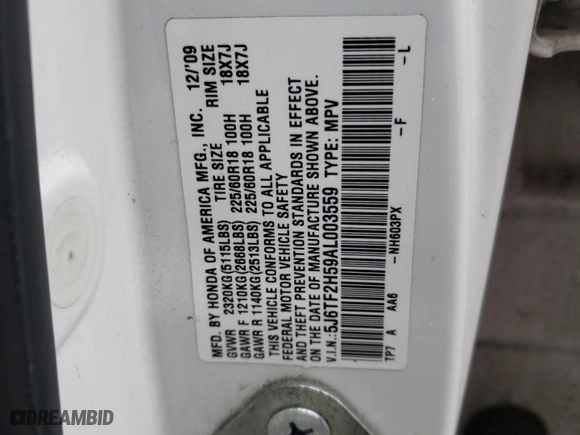 MFD. BY HONDA OF AMERICA MFG., INC. 12/'09
TIRE SIZE RIM SIZE
GVWR 2320KG(5115LBS)
GAWR F 1210KG(2668LBS) 225/60R18 100H 18X7J
GAWR R 1140KG(2513LBS) 225/60R18 100H 18X7J
THIS VEHICLE CONFORMS TO ALL APPLICABLE
FEDERAL MOTOR VEHICLE SAFETY
AND THEFT PREVENTION STANDARDS IN EFFECT
ON THE DATE OF MANUFACTURE SHOWN ABOVE.
V.I.N.: 5J6TF2H59AL003559 TYPE: MPV
TP7 A AA6 -NH603PX -F -L
DREAMBID